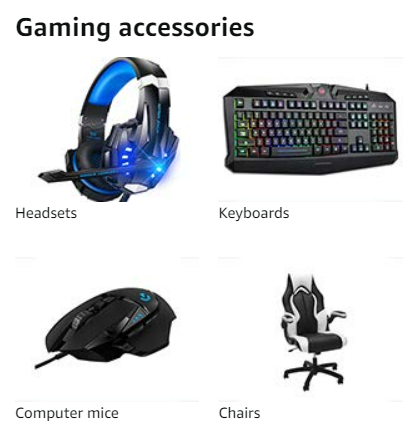 Gaming accessories
Headsets
Keyboards
Computer mice
Chairs